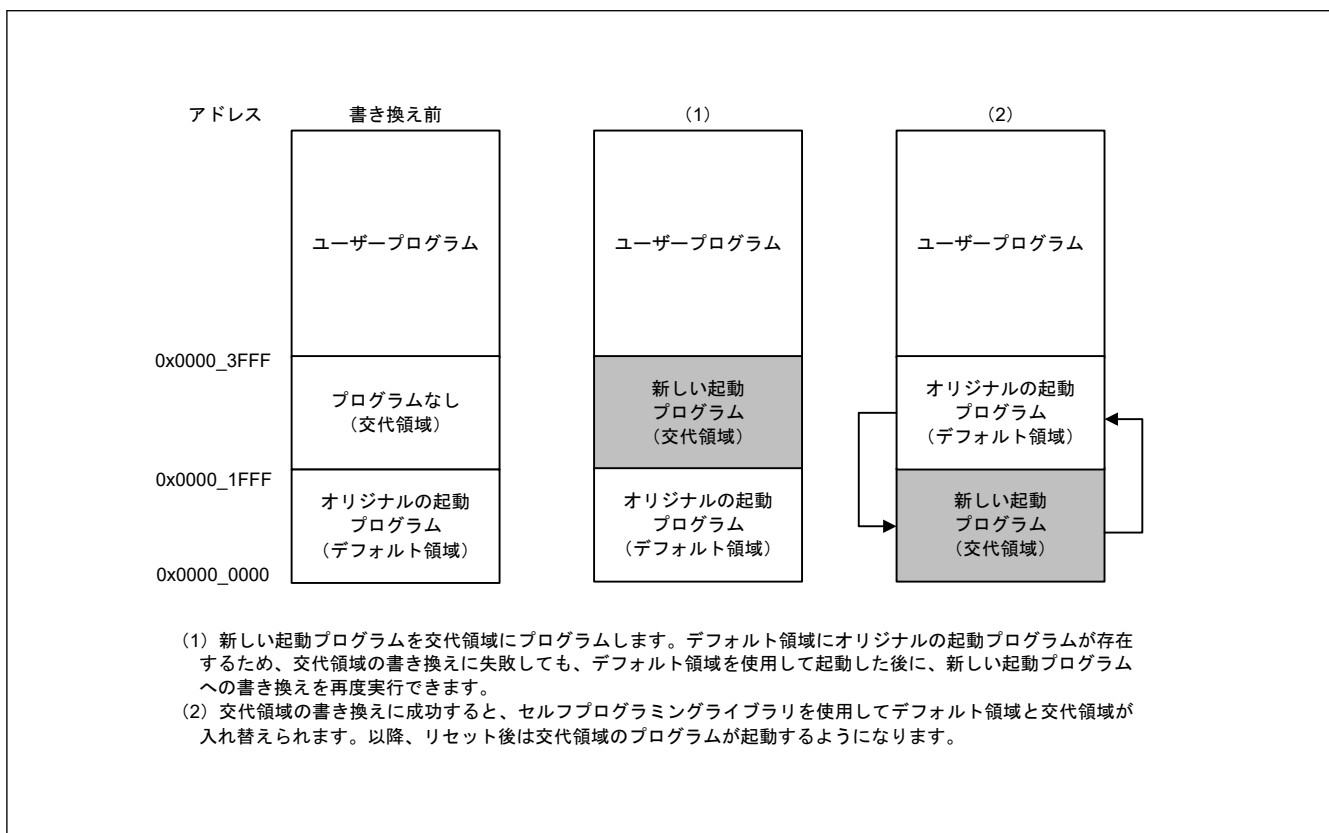 アドレス 書き換え前 (1) (2)
ユーザープログラム ユーザープログラム ユーザープログラム
0x0000_3FFF
プログラムなし
(交代領域)
新しい起動
プログラム
(交代領域)
オリジナルの起動
プログラム
(デフォルト領域)
0x0000_1FFF
オリジナルの起動
プログラム
(デフォルト領域)
オリジナルの起動
プログラム
(デフォルト領域)
新しい起動
プログラム
(交代領域)
0x0000_0000
(1)新しい起動プログラムを交代領域にプログラムします。デフォルト領域にオリジナルの起動プログラムが存在
するため、交代領域の書き換えに失敗しても、デフォルト領域を使用して起動した後に、新しい起動プログラム
への書き換えを再度実行できます。
(2)交代領域の書き換えに成功すると、セルフプログラミングライブラリを使用してデフォルト領域と交代領域が
入れ替えられます。以降、リセット後は交代領域のプログラムが起動するようになります。